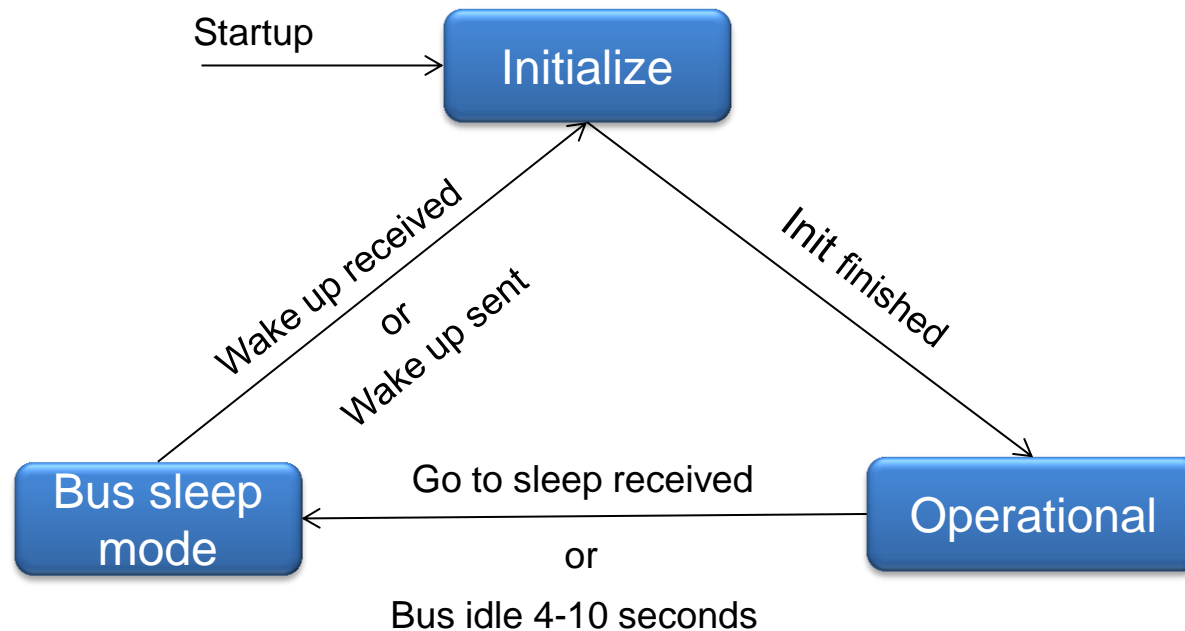 Startup
Initialize
Wake up received
or
Wake up sent
Init finished
Bus sleep
mode
Go to sleep received
or
Bus idle 4-10 seconds
Operational